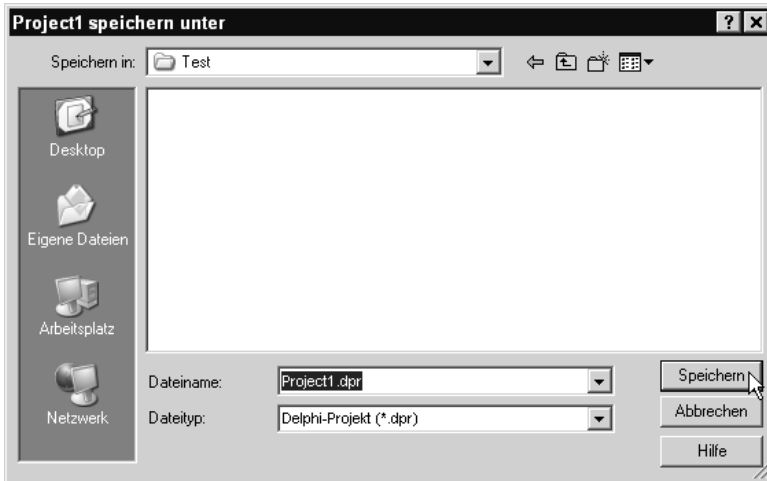 Project1 speichern unter
Speichern in: Test
Desktop
Eigene Dateien
Arbeitsplatz
Netzwerk
Dateiname: Project1.dpr Speichern
Dateityp: Delphi-Projekt (*.dpr) Abbrechen
Hilfe